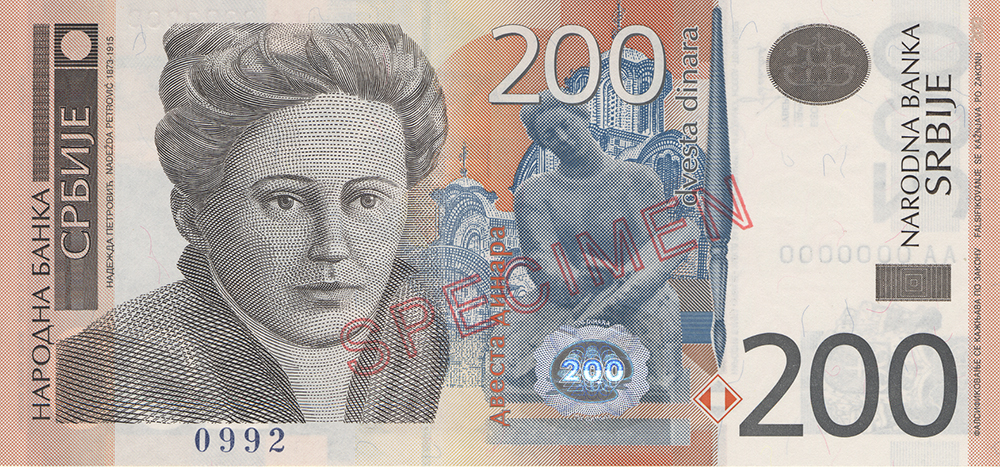 НАРОДНА БАНКА
СРБИЈЕ
НАДЕЖДА ПЕТРОВИЋ NADEŽDA PETROVIĆ 1873-1915
200
dvesta dinara
Двеста динара
SPECIMEN
200
0992
NARODNA BANKA
SRBIJE
AA 0000000
200
ФАЛСИФИКОВАЊЕ СЕ КАЖЊАВА ПО ЗАКОНУ FALSIFIKOVANJE SE KAŽNJAVA PO ZAKONU